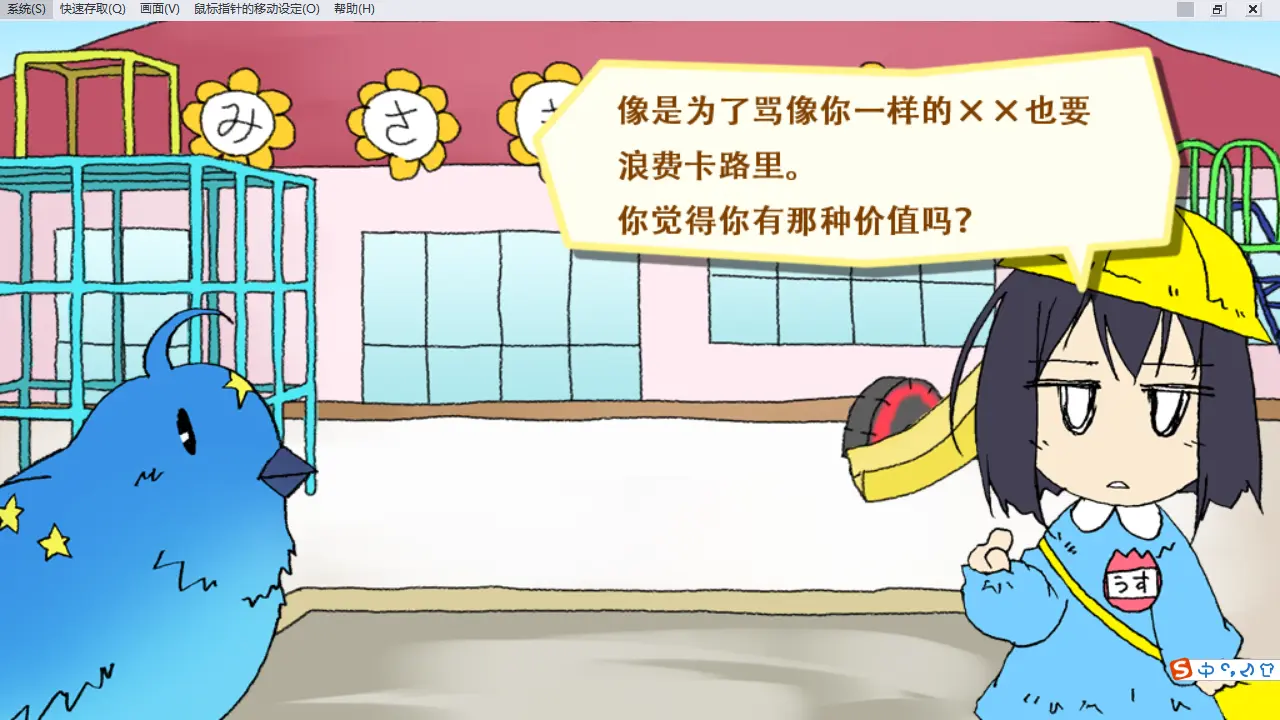 系统(S) 快速存取(Q) 画面(V) 鼠标指针的移动设定(O) 帮助(H)
み
さ
像是为了骂像你一样的××也要
浪费卡路里。
你觉得你有那种价值吗?
うす
S中